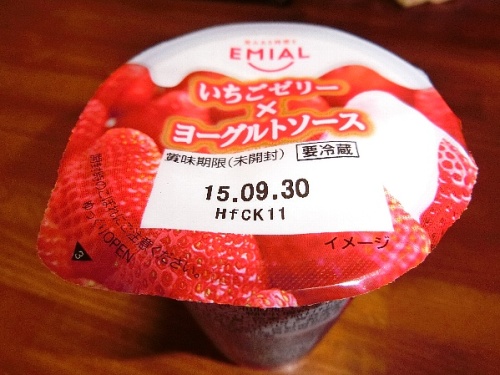 EMIAL
いちごゼリー
×
ヨーグルトソース
賞味期限(未開封) 要冷蔵
15.09.30
HfCK11
イメージ
OPEN
3